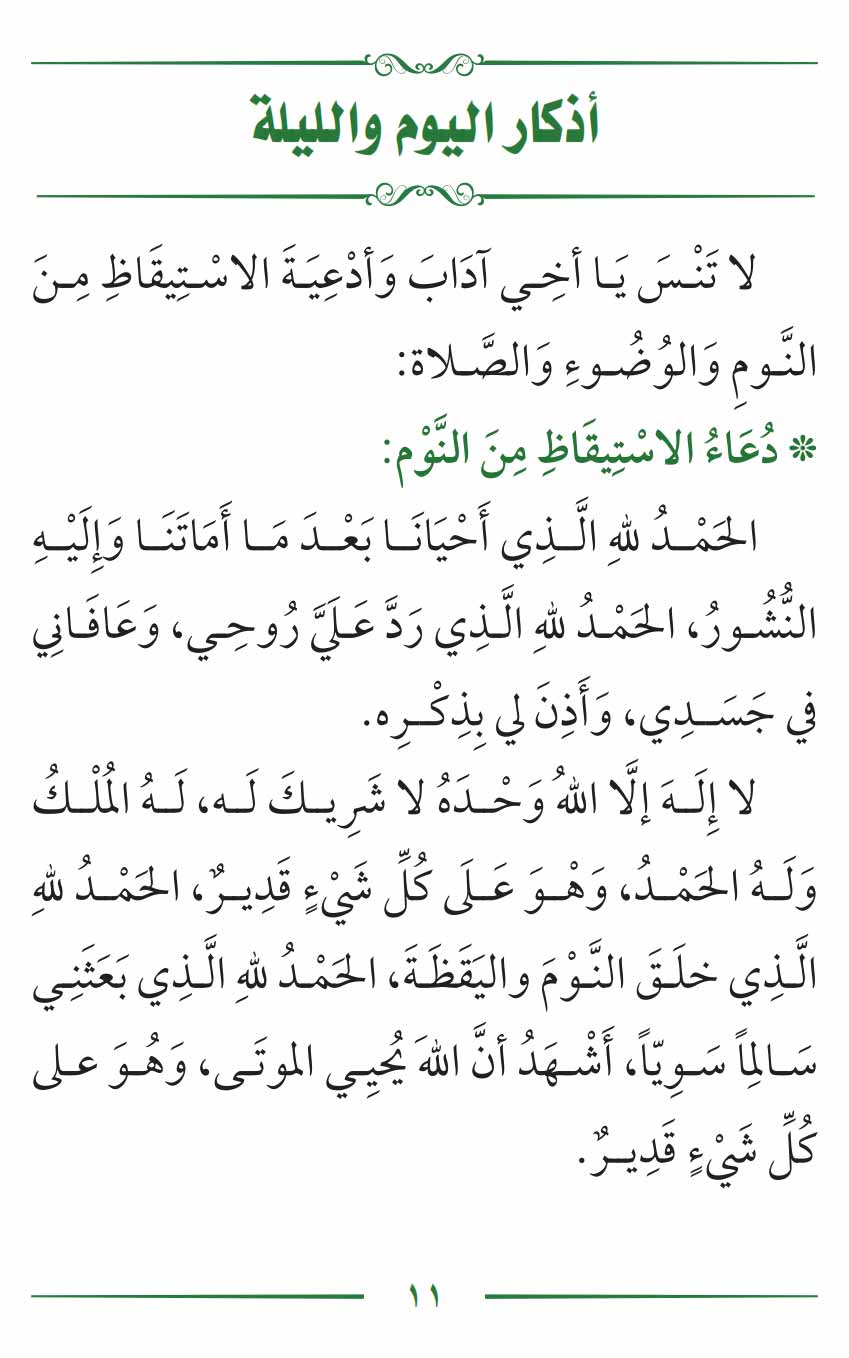 أذكار اليوم والليلة
لا تَنْسَ يَا أخِي آدَابَ وَأدْعِيَةَ الاسْتِيقَاظِ مِنَ
النَّومِ وَالوُضُوءِ وَالصَّلاة:
❊ دُعَاءُ الاسْتِيقَاظِ مِنَ النَّوْم:
الحَمْدُ للهِ الَّذِي أَحْيَانَا بَعْدَ مَا أَمَاتَنَا وَإِلَيْهِ
النُّشُورُ، الحَمْدُ للهِ الَّذِي رَدَّ عَلَيَّ رُوحِي، وَعَافَانِي
في جَسَدِي، وَأَذِنَ لي بِذِكْرِه.
لا إِلَهَ إلَّا اللهُ وَحْدَهُ لا شَرِيكَ لَه، لَهُ المُلْكُ
وَلَهُ الحَمْدُ، وَهْوَ عَلَى كُلِّ شَيْءٍ قَدِيرٌ، الحَمْدُ للهِ
الَّذِي خلَقَ النَّوْمَ واليَقَظَةَ، الحَمْدُ للهِ الَّذِي بَعَثَنِي
سَالِماً سَوِيّاً، أَشْهَدُ أنَّ اللهَ يُحيِي الموتَى، وَهُوَ على
كُلِّ شَيْءٍ قَدِيرٌ.
١١